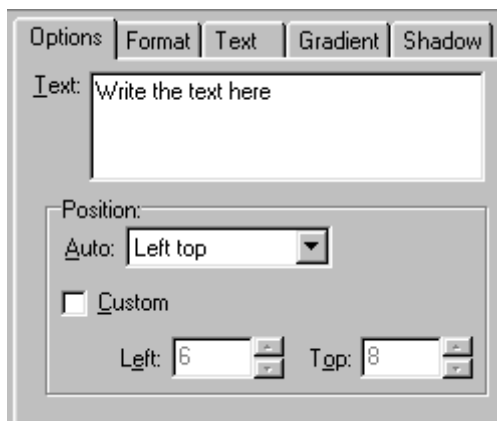 Options Format Text Gradient Shadow
Text: Write the text here
Position:
Auto: Left top
Custom
Left: 6 Top: 8